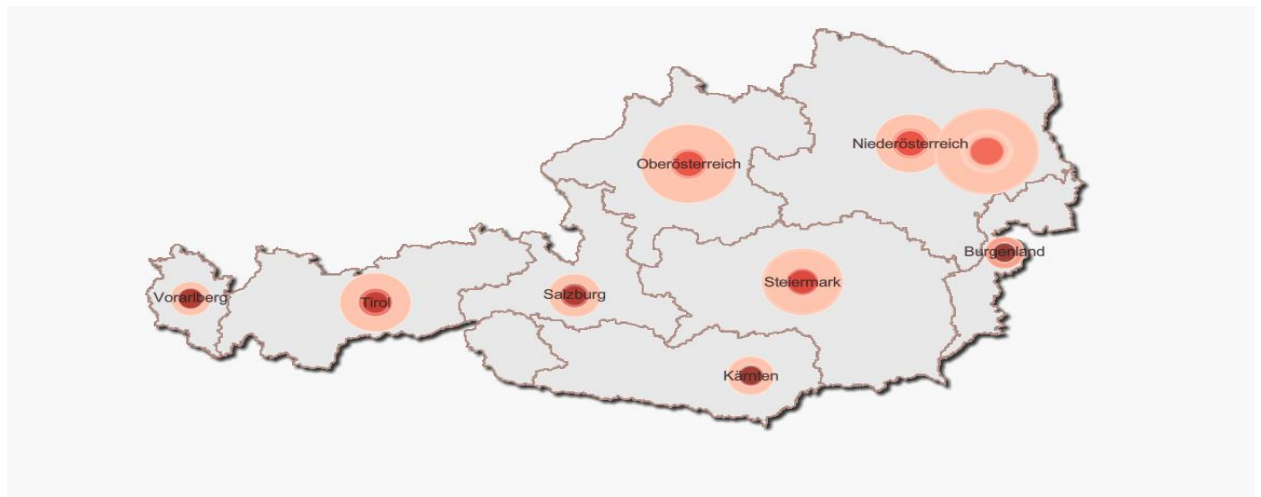 Niederösterreich
Oberösterreich
Burgenland
Steiermark
Salzburg
Vorarlberg
Tirol
Kärnten